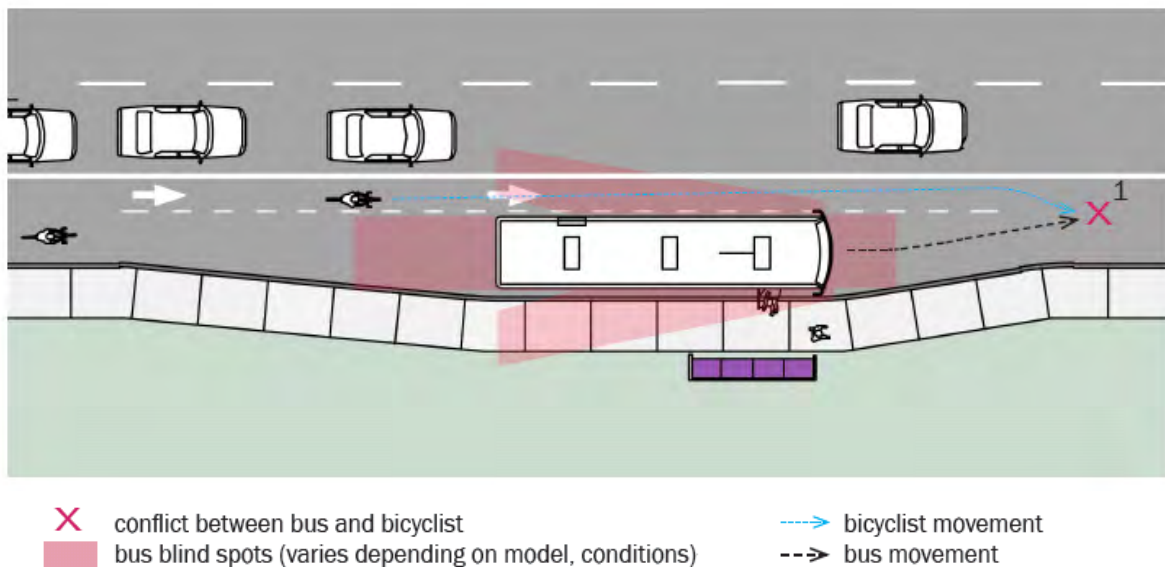 1
conflict between bus and bicyclist
bicyclist movement
bus blind spots (varies depending on model, conditions)
bus movement